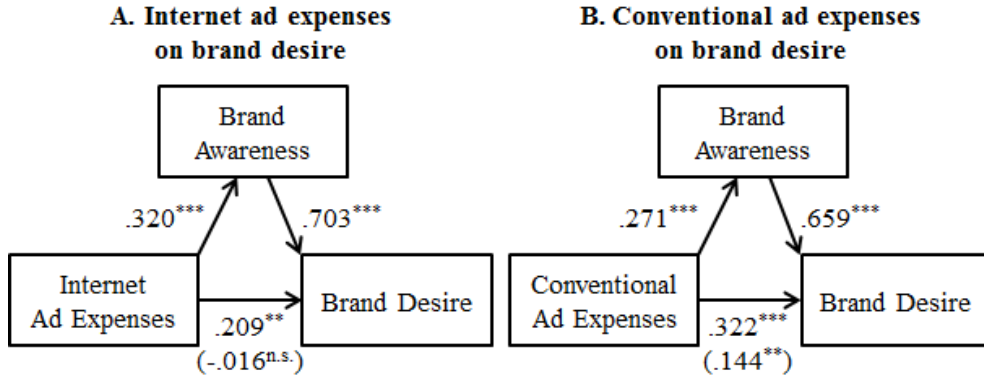 A. Internet ad expenses
on brand desire
Brand
Awareness
.320***
.703***
Internet
Ad Expenses
.209**
(-.016n.s.)
Brand Desire
B. Conventional ad expenses
on brand desire
Brand
Awareness
.271***
.659***
Conventional
Ad Expenses
.322***
(.144**)
Brand Desire